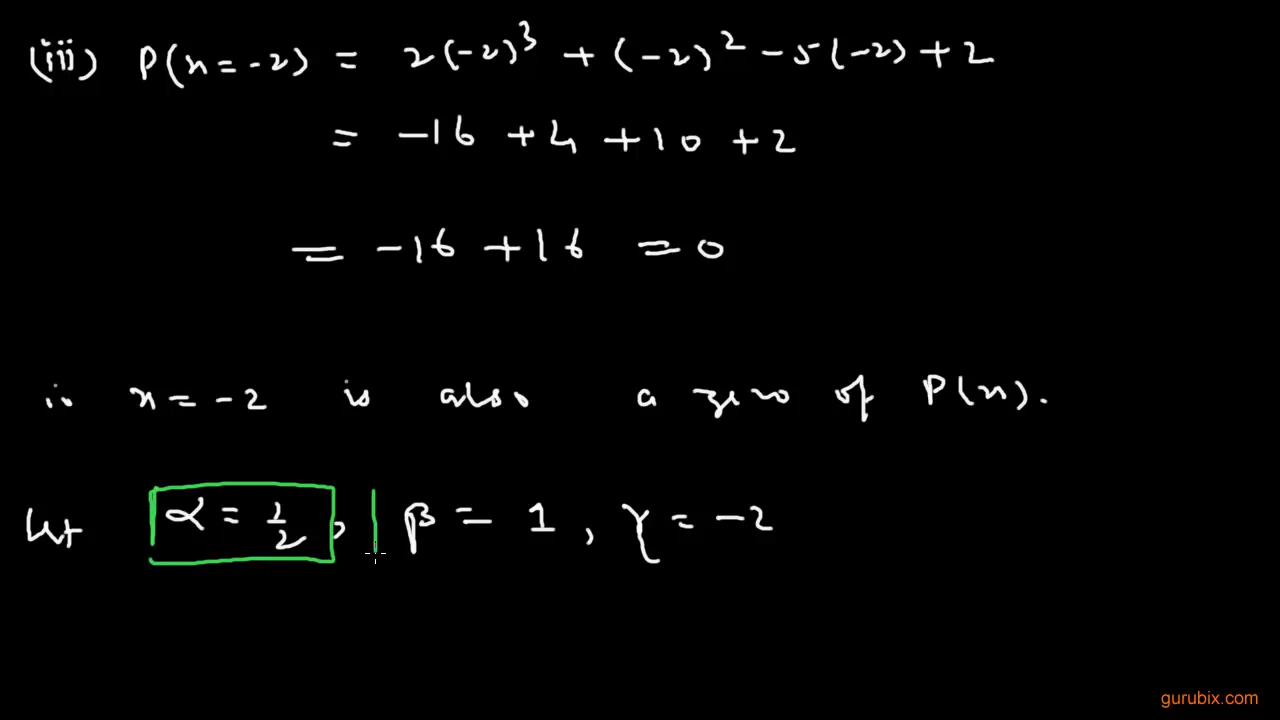 (iii) P(x = -2) = 2(-2)³ + (-2)² - 5(-2) + 2
= -16 + 4 + 10 + 2
= -16 + 16 = 0
is x = -2 is also a zero of P(x).
let α = 1/2, β = 1, γ = -2
gurubix.com